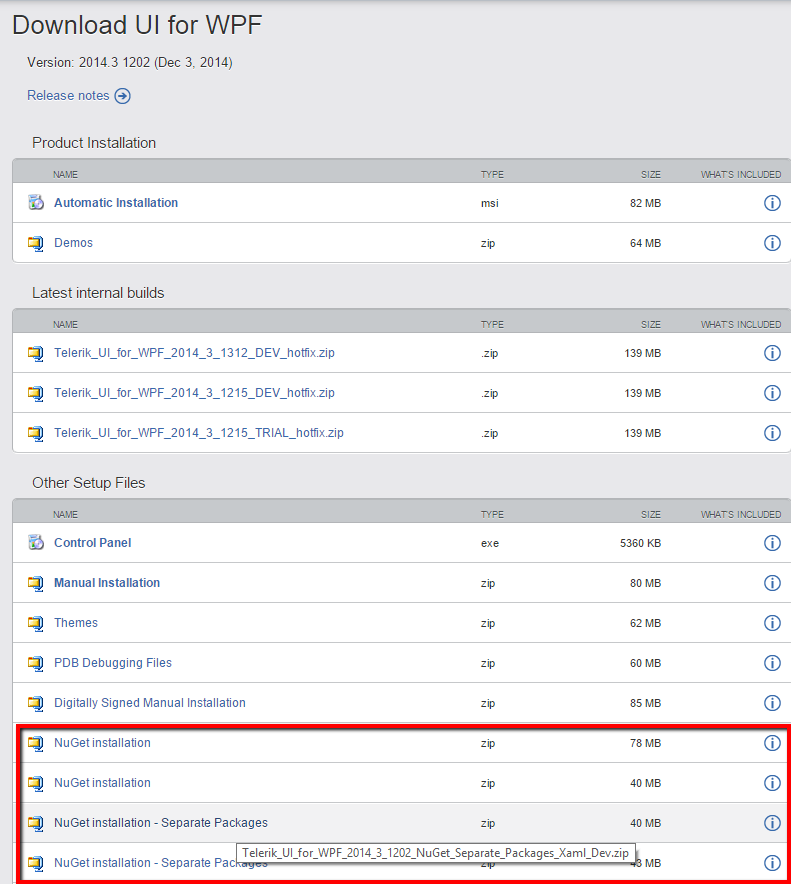 Download UI for WPF
Version: 2014.3 1202 (Dec 3, 2014)
Release notes
Product Installation
NAME TYPE SIZE WHAT'S INCLUDED
Automatic Installation msi 82 MB
Demos zip 64 MB
Latest internal builds
NAME TYPE SIZE WHAT'S INCLUDED
Telerik_UI_for_WPF_2014_3_1312_DEV_hotfix.zip .zip 139 MB
Telerik_UI_for_WPF_2014_3_1215_DEV_hotfix.zip .zip 139 MB
Telerik_UI_for_WPF_2014_3_1215_TRIAL_hotfix.zip .zip 139 MB
Other Setup Files
NAME TYPE SIZE WHAT'S INCLUDED
Control Panel exe 5360 KB
Manual Installation zip 80 MB
Themes zip 62 MB
PDB Debugging Files zip 60 MB
Digitally Signed Manual Installation zip 85 MB
NuGet installation zip 78 MB
NuGet installation zip 40 MB
NuGet installation - Separate Packages zip 40 MB
Telerik_UI_for_WPF_2014_3_1202_NuGet_Separate_Packages_Xaml_Dev.zip
NuGet installation - Separate Packages zip 43 MB